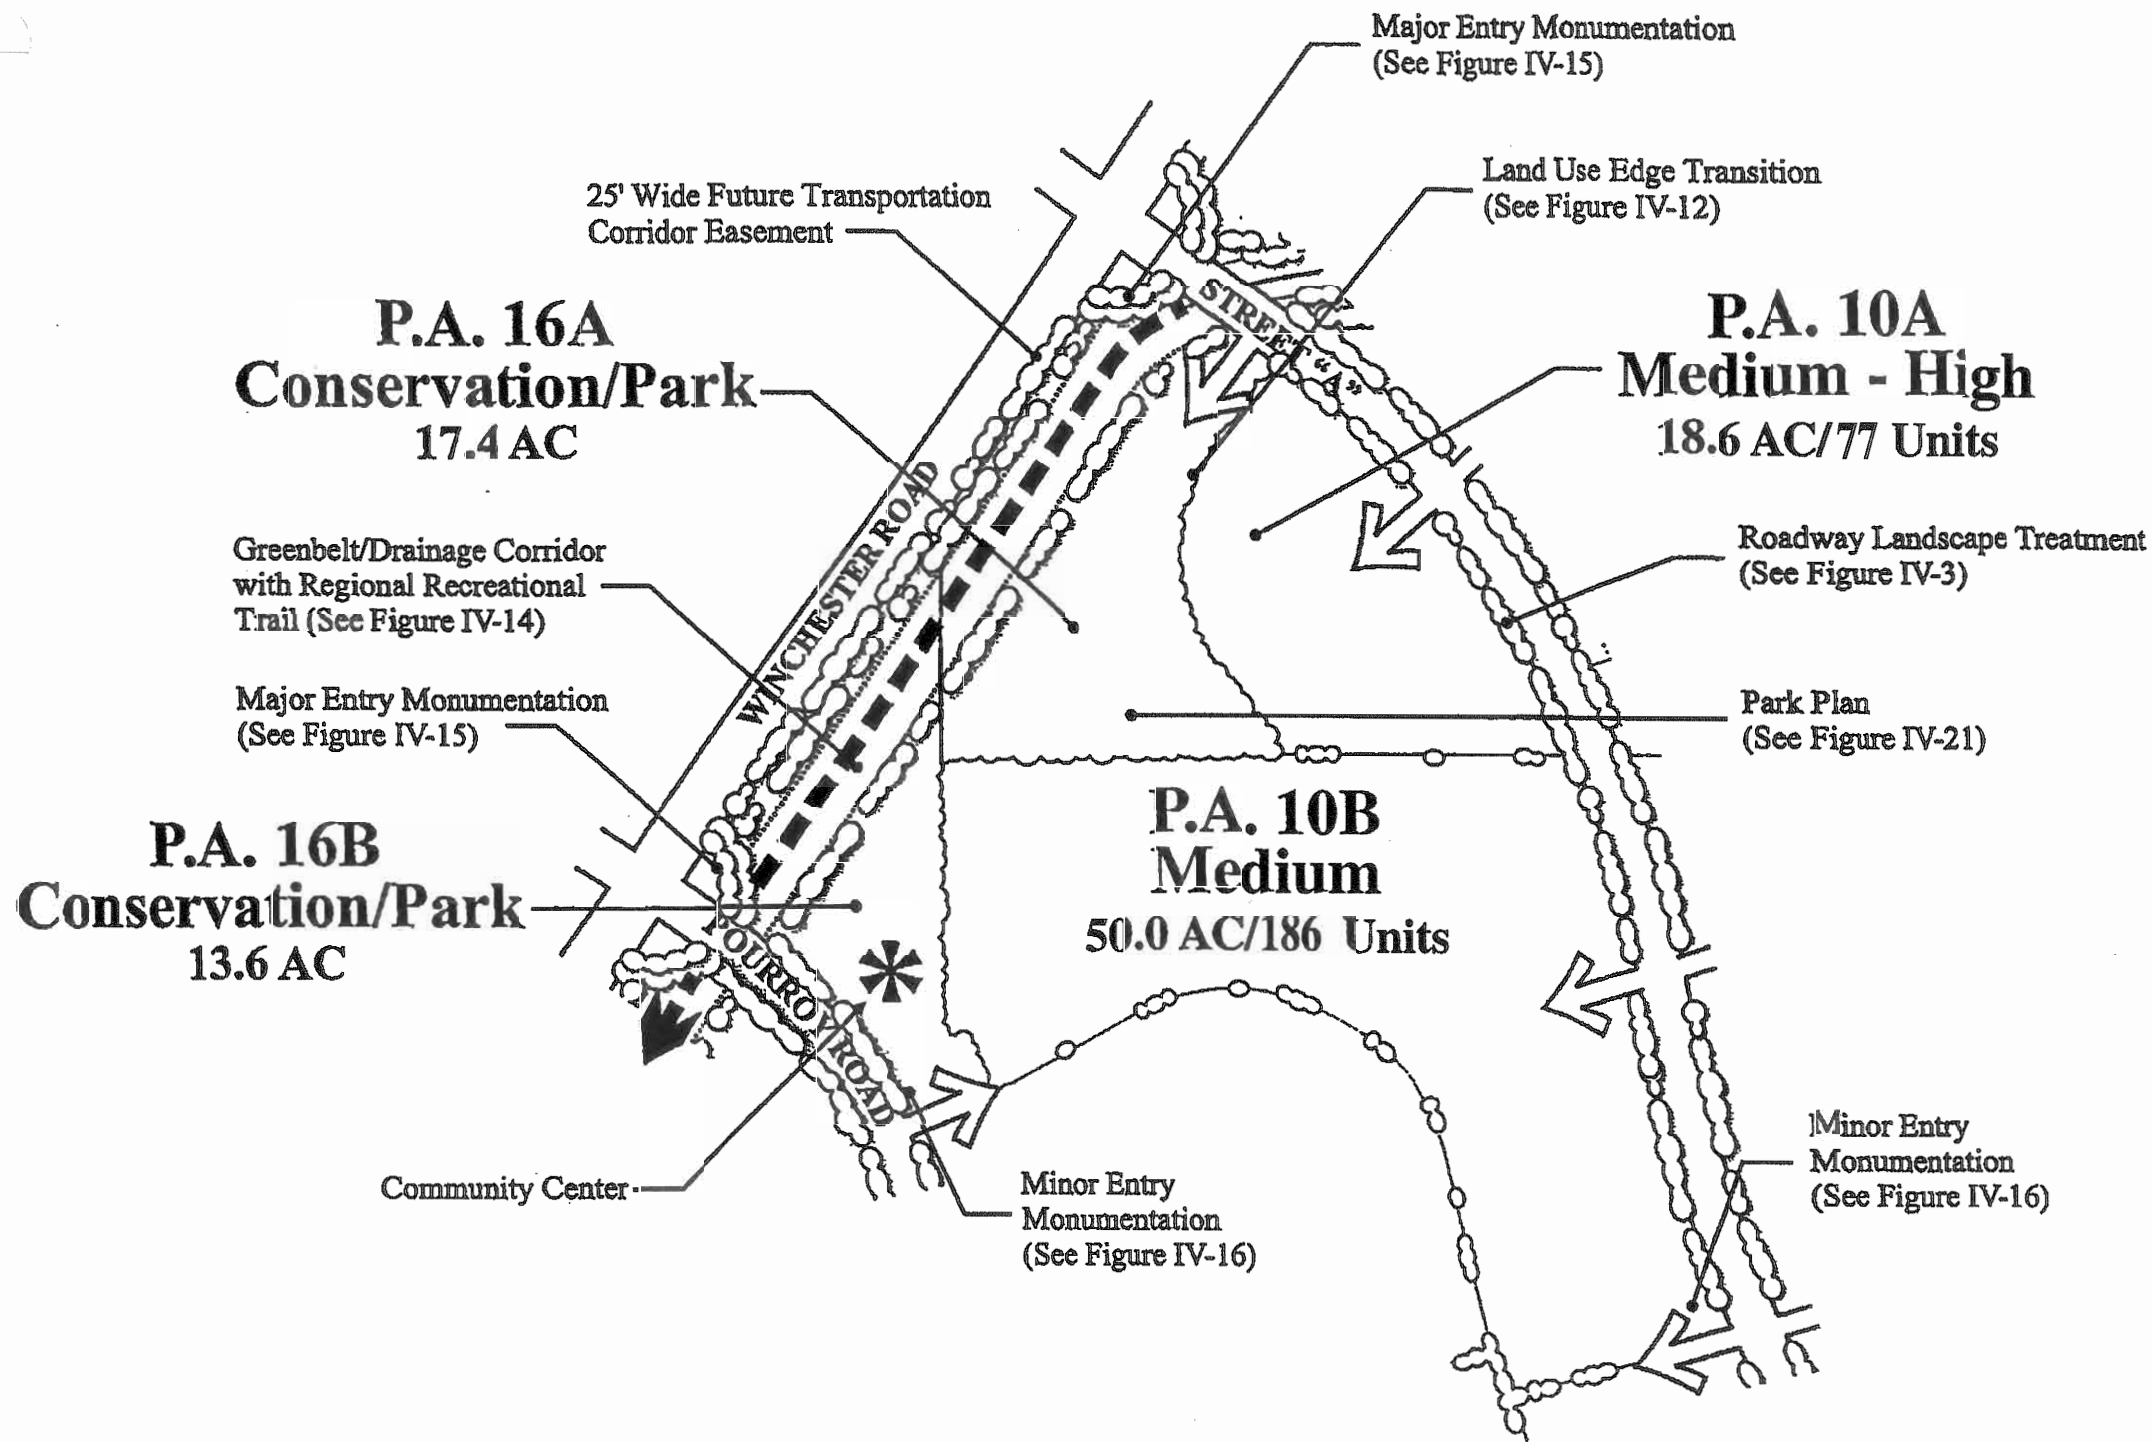 Major Entry Monumentation
(See Figure IV-15)
Land Use Edge Transition
(See Figure IV-12)
25' Wide Future Transportation
Corridor Easement
STREET "A"
P.A. 16A
Conservation/Park
17.4 AC
P.A. 10A
Medium - High
18.6 AC/77 Units
WINCHESTER ROAD
Greenbelt/Drainage Corridor
with Regional Recreational
Trail (See Figure IV-14)
Roadway Landscape Treatment
(See Figure IV-3)
Major Entry Monumentation
(See Figure IV-15)
Park Plan
(See Figure IV-21)
P.A. 16B
Conservation/Park
13.6 AC
P.A. 10B
Medium
50.0 AC/186 Units
POURROY ROAD
Community Center
Minor Entry
Monumentation
(See Figure IV-16)
Minor Entry
Monumentation
(See Figure IV-16)